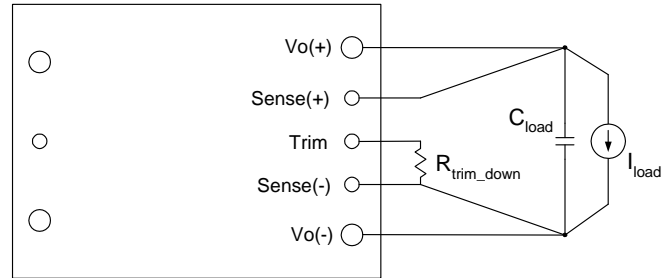 Vo(+)
Sense(+)
Trim
Sense(-)
Vo(-)
R_trim_down
C_load
I_load